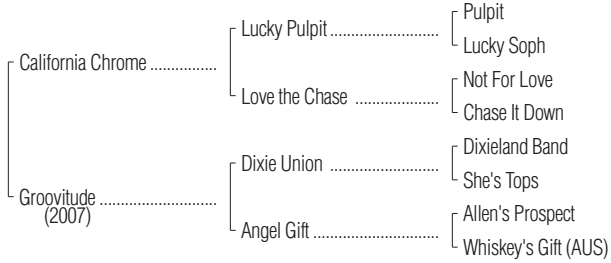 Pulpit
Lucky Pulpit
Lucky Soph
California Chrome
Not For Love
Love the Chase
Chase It Down
Dixieland Band
Dixie Union
She's Tops
Groovitude
(2007)
Allen's Prospect
Angel Gift
Whiskey's Gift (AUS)